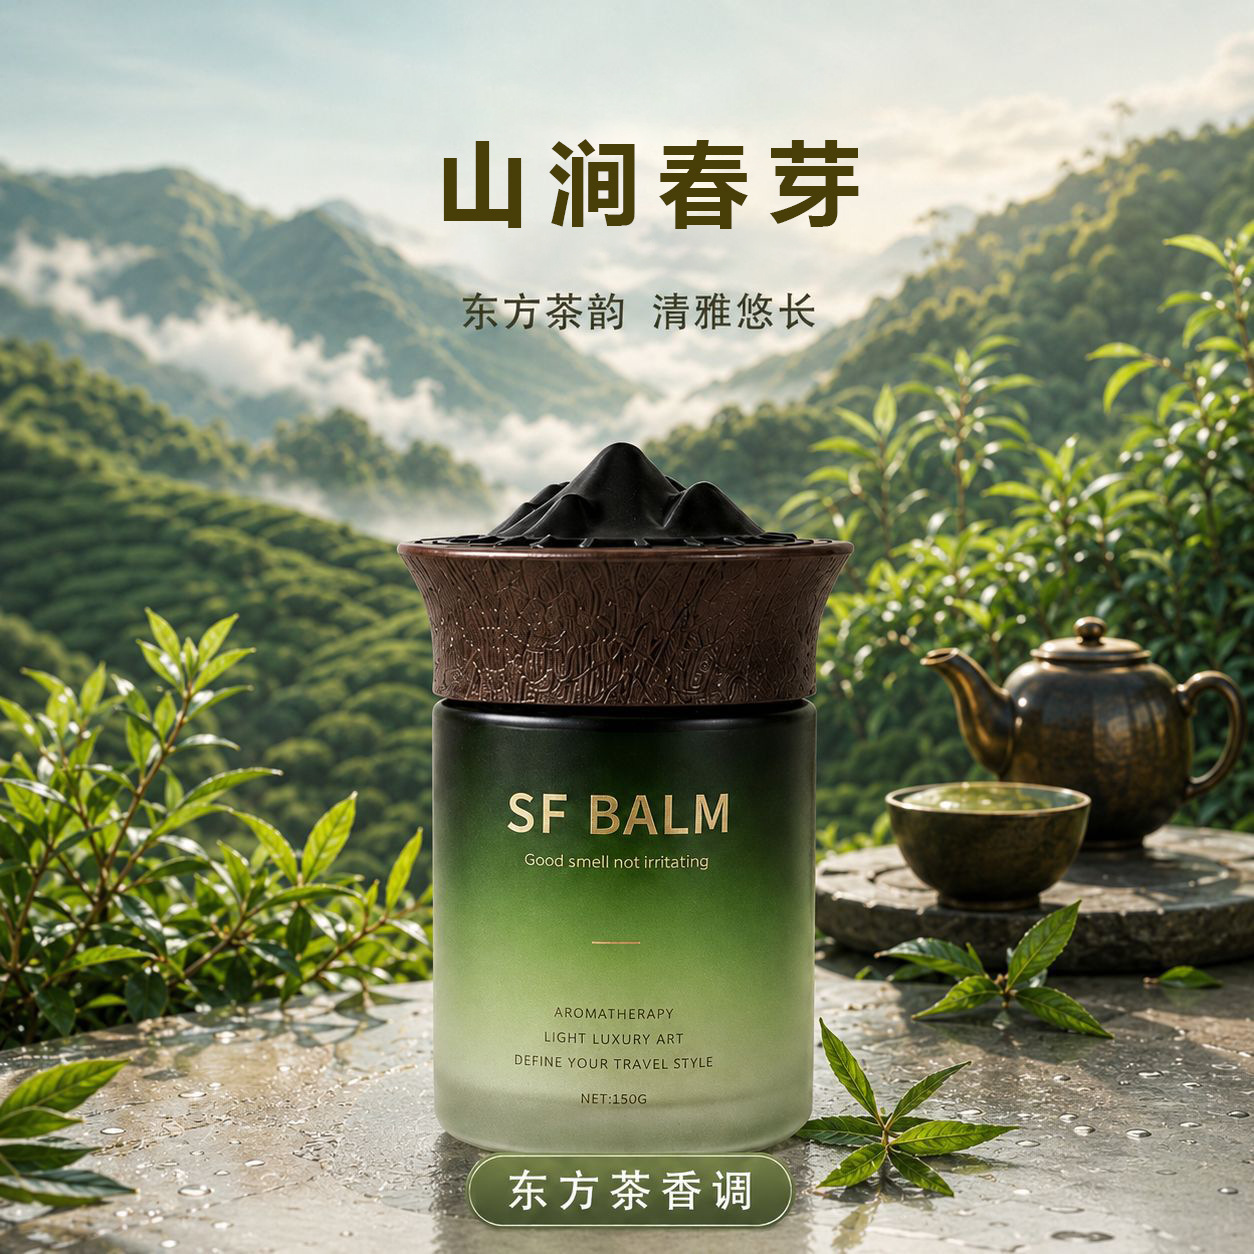 山涧春芽
东方茶韵 清雅悠长
SF BALM
Good smell not irritating
AROMATHERAPY
LIGHT LUXURY ART
DEFINE YOUR TRAVEL STYLE
NET:150G
东方茶香调